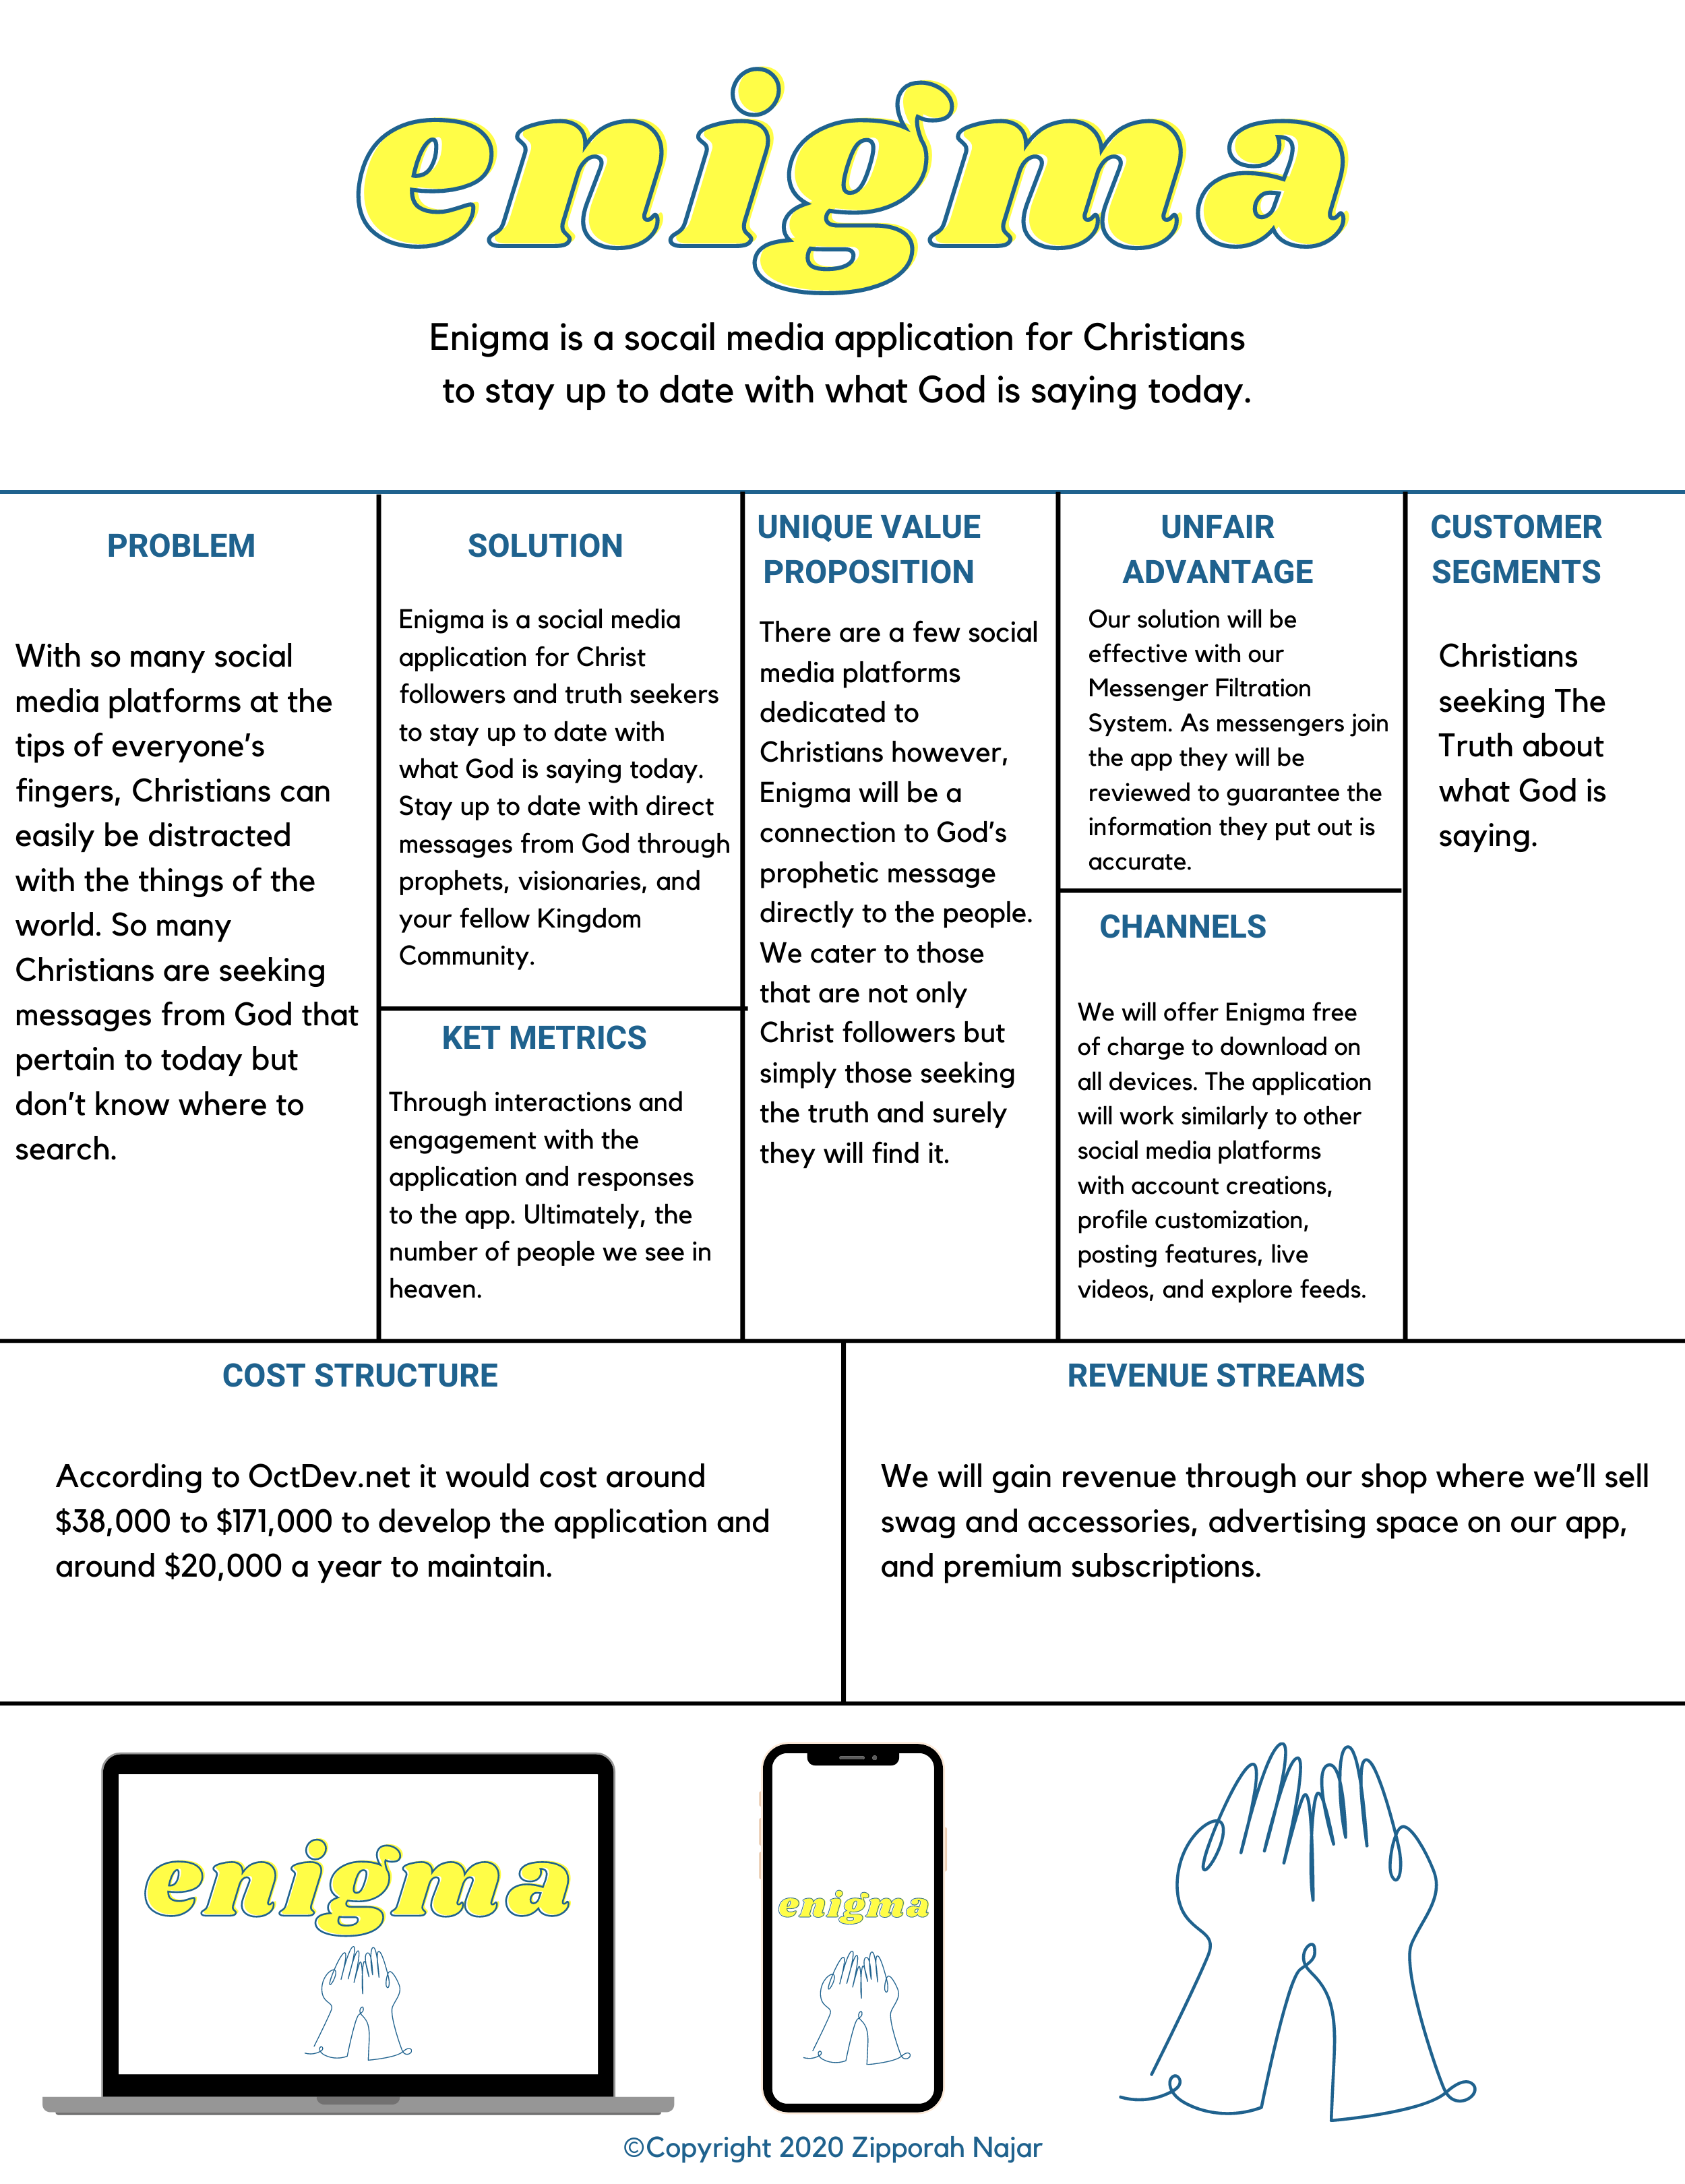 enigma
Enigma is a socail media application for Christians
to stay up to date with what God is saying today.
PROBLEM
With so many social
media platforms at the
tips of everyone's
fingers, Christians can
easily be distracted
with the things of the
world. So many
Christians are seeking
messages from God that
pertain to today but
don't know where to
search.
SOLUTION
Enigma is a social media
application for Christ
followers and truth seekers
to stay up to date with
what God is saying today.
Stay up to date with direct
messages from God through
prophets, visionaries, and
your fellow Kingdom
Community.
KET METRICS
Through interactions and
engagement with the
application and responses
to the app. Ultimately, the
number of people we see in
heaven.
UNIQUE VALUE
PROPOSITION
There are a few social
media platforms
dedicated to
Christians however,
Enigma will be a
connection to God's
prophetic message
directly to the people.
We cater to those
that are not only
Christ followers but
simply those seeking
the truth and surely
they will find it.
UNFAIR
ADVANTAGE
Our solution will be
effective with our
Messenger Filtration
System. As messengers join
the app they will be
reviewed to guarantee the
information they put out is
accurate.
CHANNELS
We will offer Enigma free
of charge to download on
all devices. The application
will work similarly to other
social media platforms
with account creations,
profile customization,
posting features, live
videos, and explore feeds.
CUSTOMER
SEGMENTS
Christians
seeking The
Truth about
what God is
saying.
COST STRUCTURE
According to OctDev.net it would cost around
$38,000 to $171,000 to develop the application and
around $20,000 a year to maintain.
REVENUE STREAMS
We will gain revenue through our shop where we'll sell
swag and accessories, advertising space on our app,
and premium subscriptions.
enigma
enigma
©Copyright 2020 Zipporah Najar